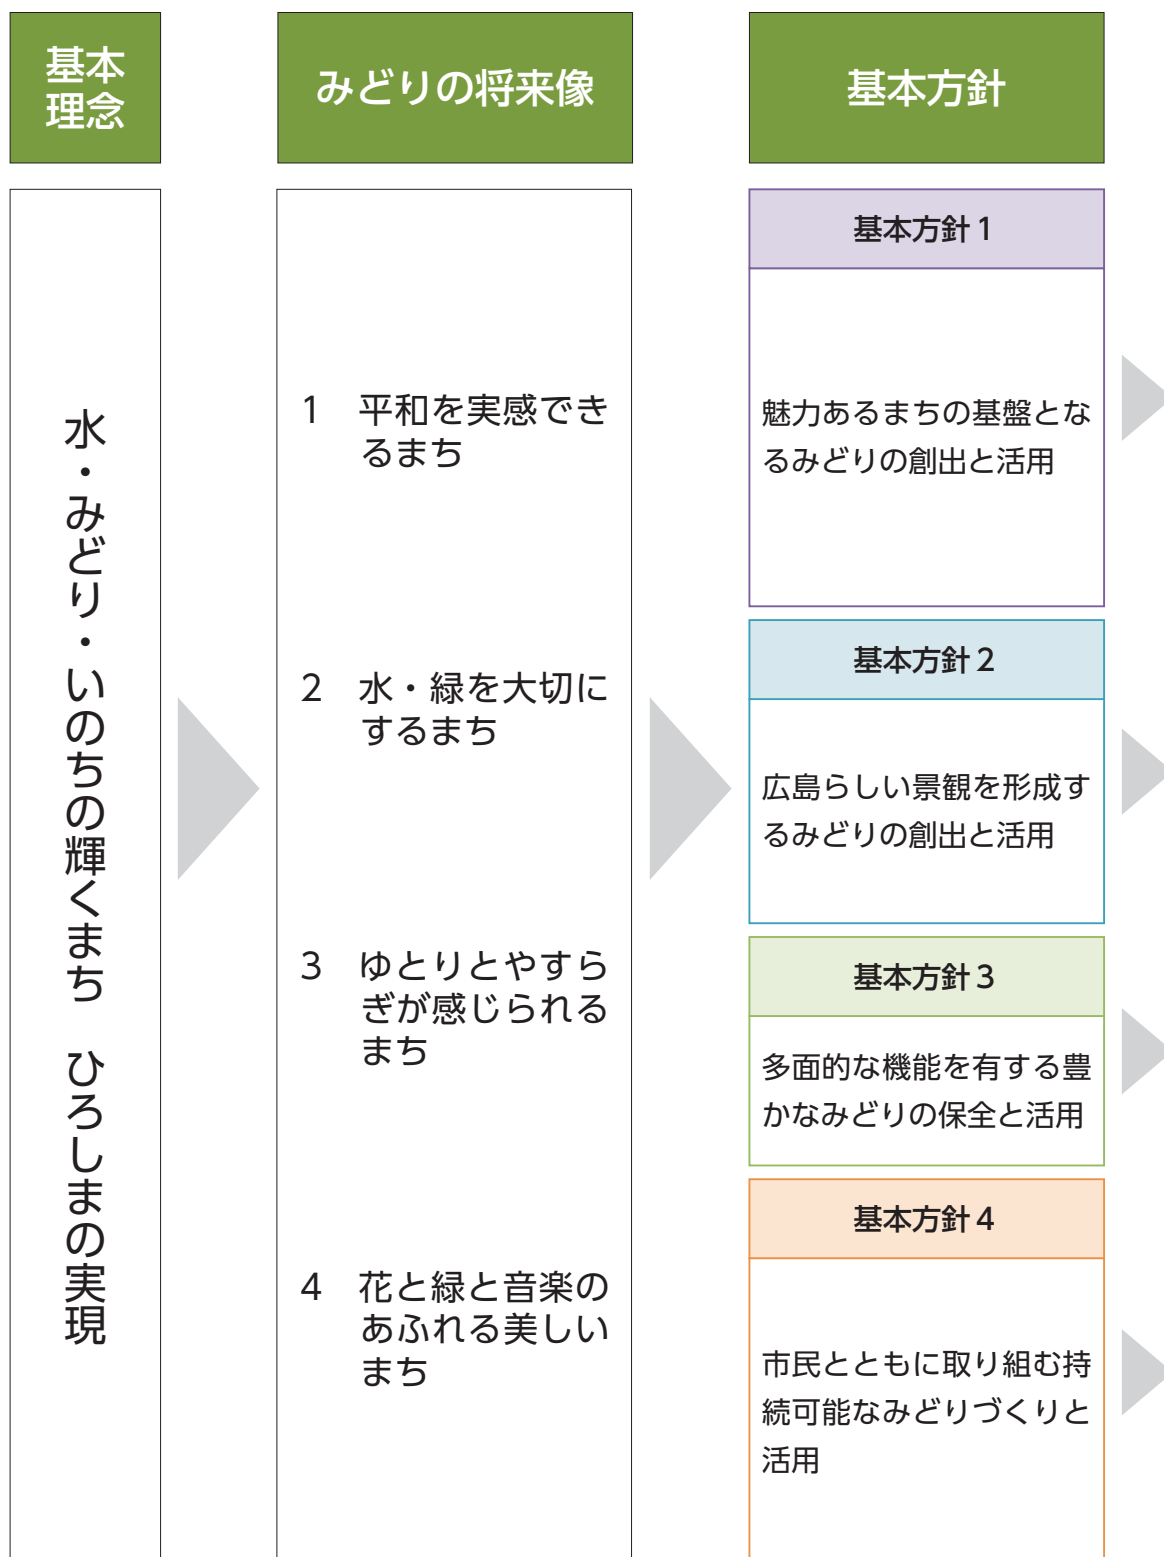 基本
理念
みどりの将来像
基本方針
水・みどり・いのちの輝くまち　ひろしまの実現
1　平和を実感でき
るまち
2　水・緑を大切に
するまち
3　ゆとりとやすら
ぎが感じられる
まち
4　花と緑と音楽の
あふれる美しい
まち
基本方針 1
魅力あるまちの基盤とな
るみどりの創出と活用
基本方針 2
広島らしい景観を形成す
るみどりの創出と活用
基本方針 3
多面的な機能を有する豊
かなみどりの保全と活用
基本方針 4
市民とともに取り組む持
続可能なみどりづくりと
活用